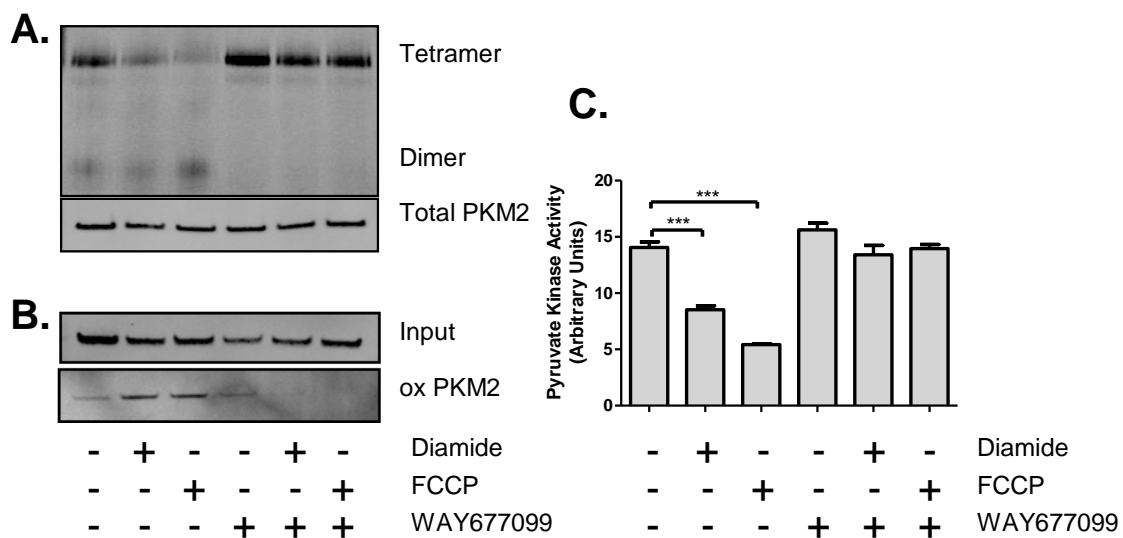 A.
Tetramer
Dimer
Total PKM2
B.
Input
ox PKM2
- + - - + - Diamide
- - + - - + FCCP
- - - + + + WAY677099
C.
Pyruvate Kinase Activity
(Arbitrary Units)
20
15
10
5
0
***
***
- + - - + - Diamide
- - + - - + FCCP
- - - + + + WAY677099